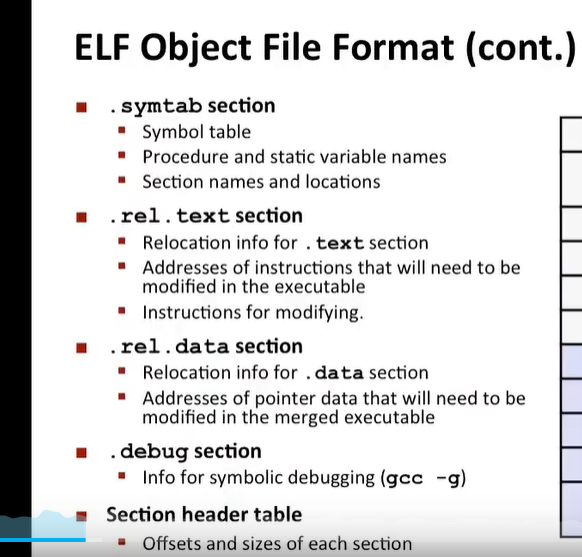 ELF Object File Format (cont.)
.symtab section
Symbol table
Procedure and static variable names
Section names and locations
.rel.text section
Relocation info for .text section
Addresses of instructions that will need to be
modified in the executable
Instructions for modifying.
.rel.data section
Relocation info for .data section
Addresses of pointer data that will need to be
modified in the merged executable
.debug section
Info for symbolic debugging (gcc -g)
Section header table
Offsets and sizes of each section